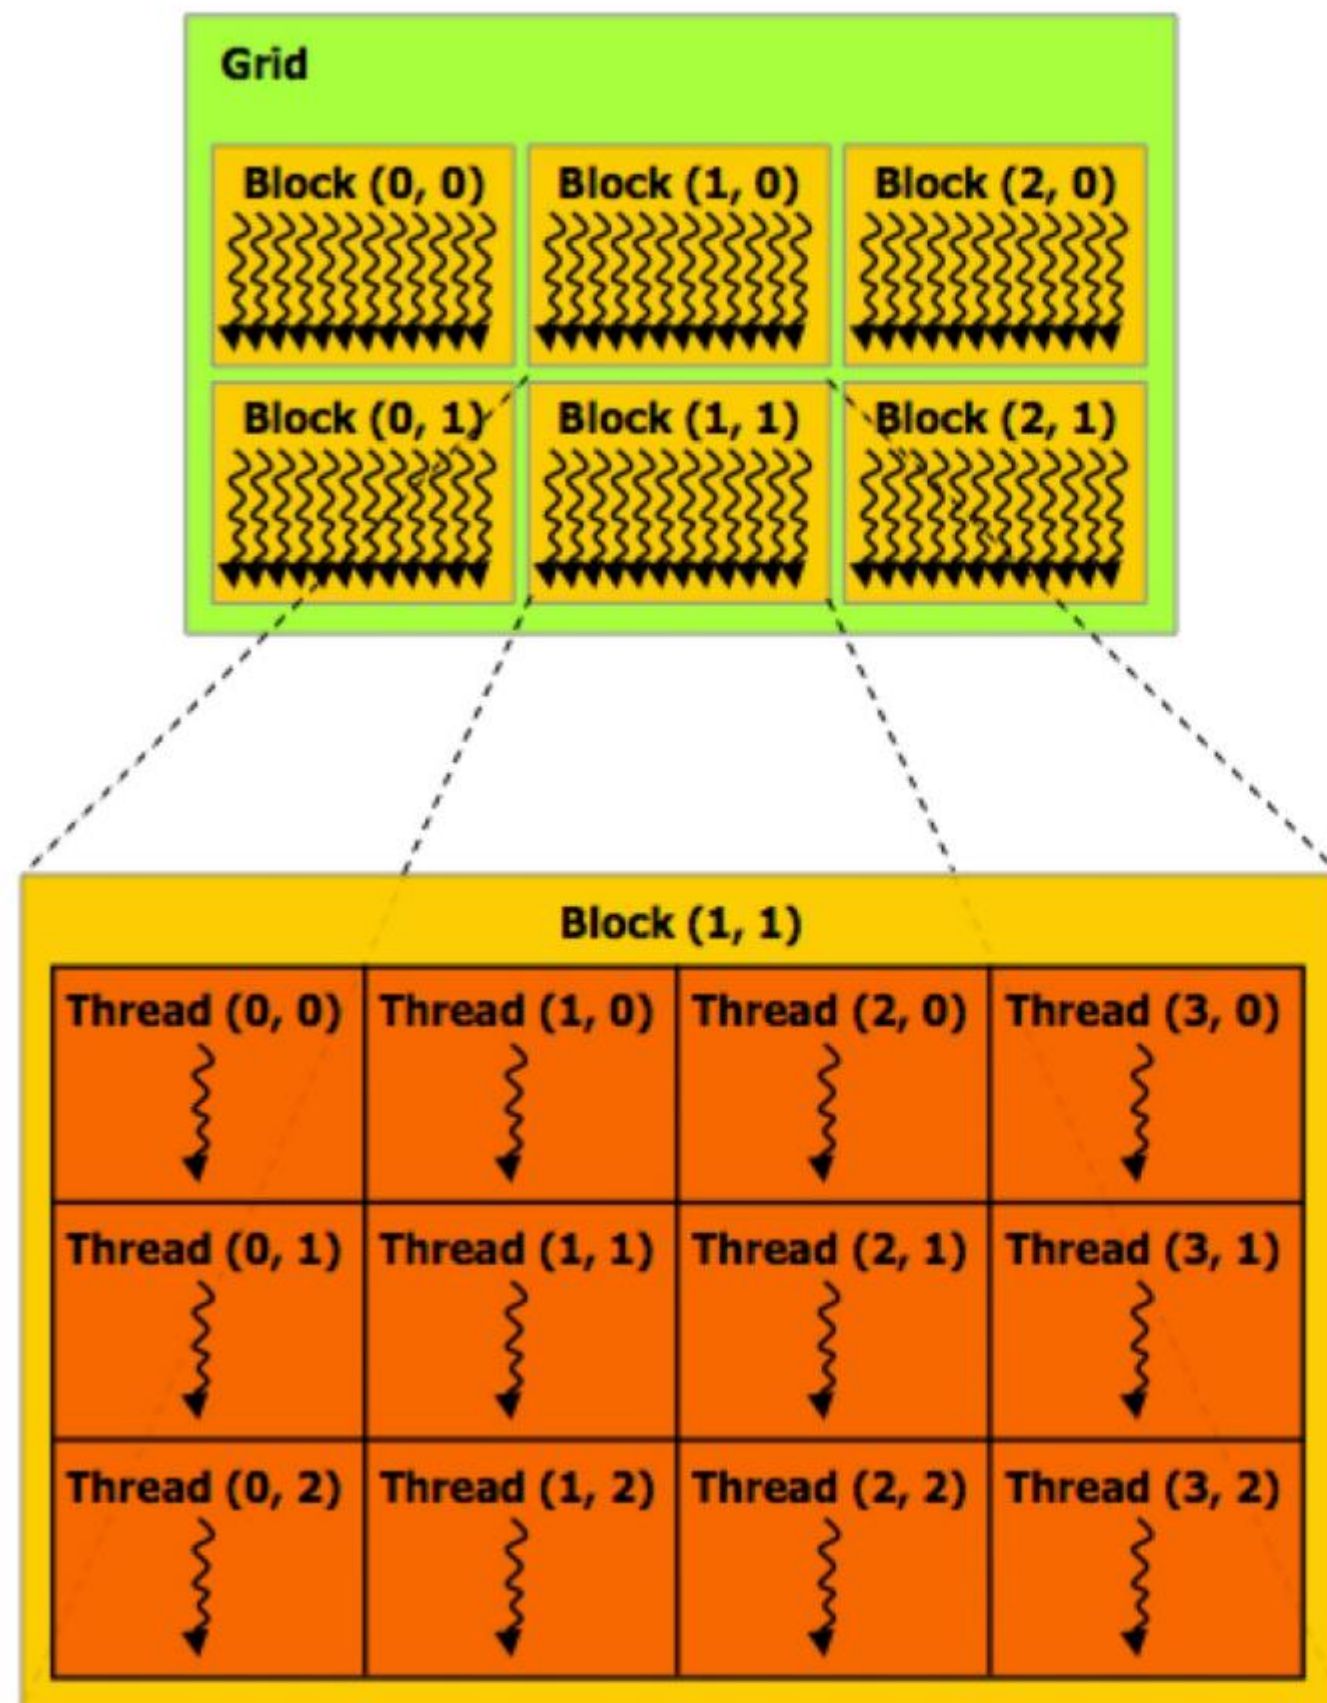 Grid
Block (0, 0) Block (1, 0) Block (2, 0)
Block (0, 1) Block (1, 1) Block (2, 1)
Block (1, 1)
Thread (0, 0) Thread (1, 0) Thread (2, 0) Thread (3, 0)
Thread (0, 1) Thread (1, 1) Thread (2, 1) Thread (3, 1)
Thread (0, 2) Thread (1, 2) Thread (2, 2) Thread (3, 2)